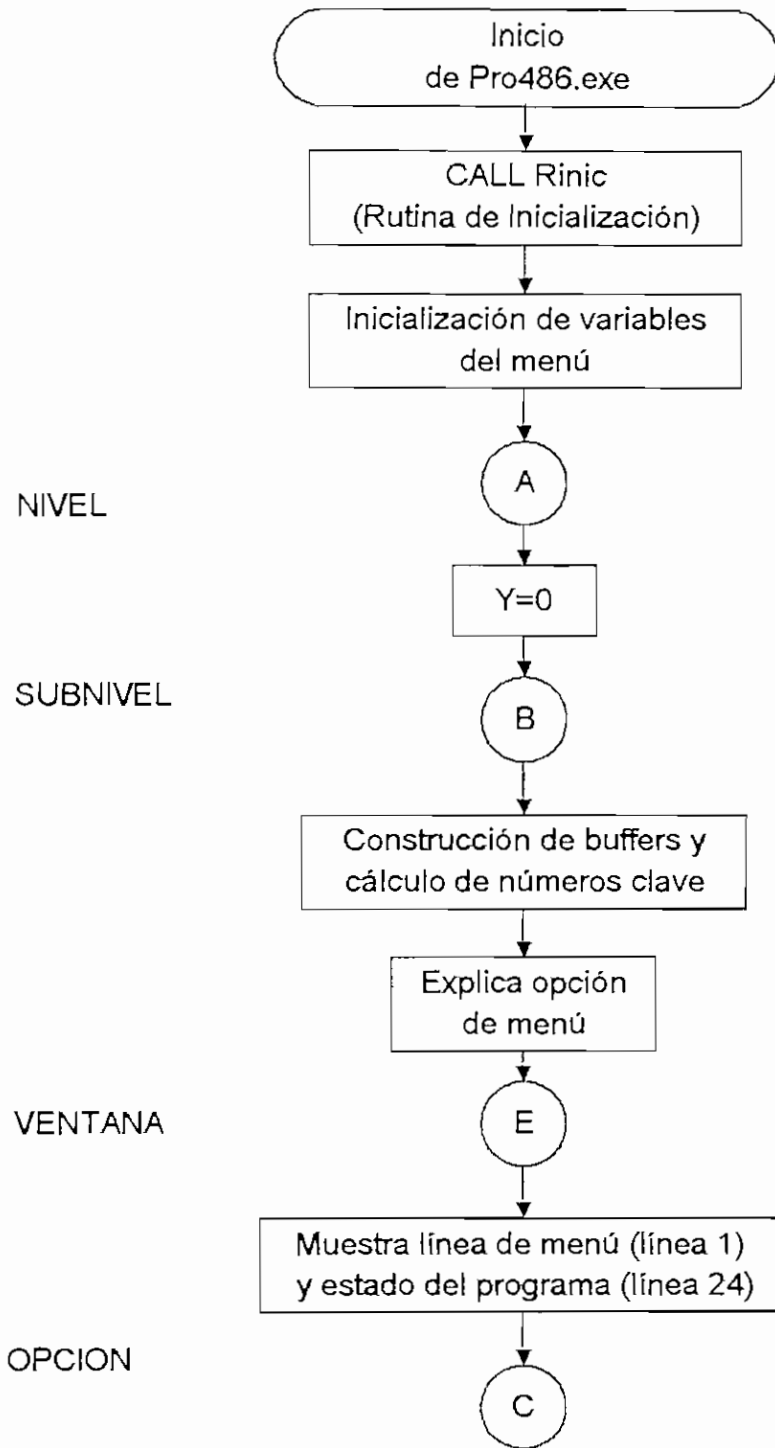 Inicio
de Pro486.exe
CALL Rinic
(Rutina de Inicialización)
Inicialización de variables
del menú
A
NIVEL
Y=0
SUBNIVEL
B
Construcción de buffers y
cálculo de números clave
Explica opción
de menú
VENTANA
E
Muestra línea de menú (línea 1)
y estado del programa (línea 24)
OPCION
C